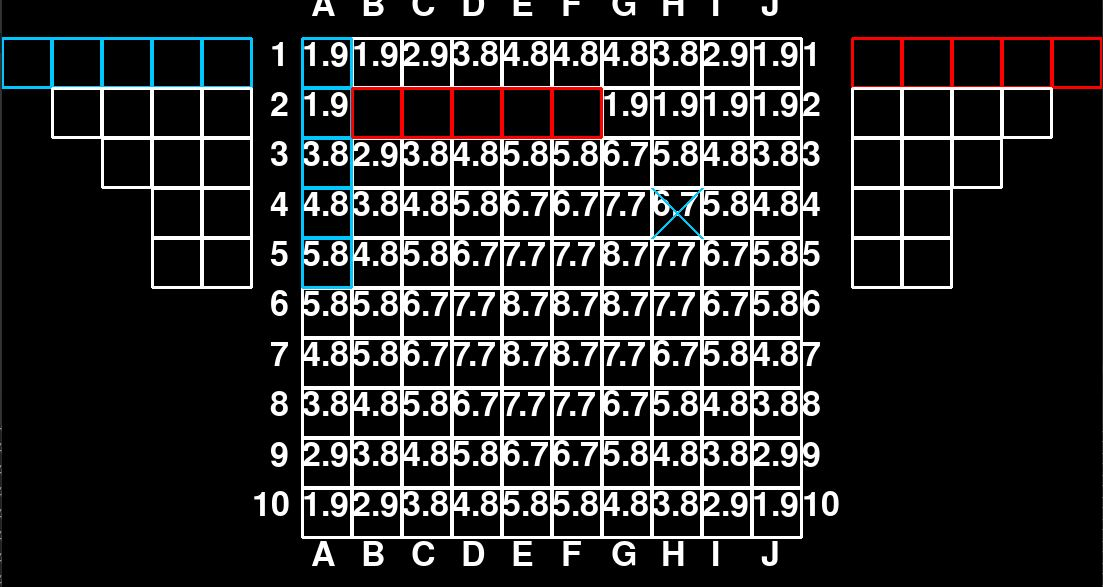 A B C D E F G H I J
1 1.9 1.9 2.9 3.8 4.8 4.8 4.8 3.8 2.9 1.9 1
2 1.9 1.9 1.9 1.9 1.9 2
3 3.8 2.9 3.8 4.8 5.8 5.8 6.7 5.8 4.8 3.8 3
4 4.8 3.8 4.8 5.8 6.7 6.7 7.7 6.7 5.8 4.8 4
5 5.8 4.8 5.8 6.7 7.7 7.7 8.7 7.7 6.7 5.8 5
6 5.8 5.8 6.7 7.7 8.7 8.7 8.7 7.7 6.7 5.8 6
7 4.8 5.8 6.7 7.7 8.7 8.7 7.7 6.7 5.8 4.8 7
8 3.8 4.8 5.8 6.7 7.7 7.7 6.7 5.8 4.8 3.8 8
9 2.9 3.8 4.8 5.8 6.7 6.7 5.8 4.8 3.8 2.9 9
10 1.9 2.9 3.8 4.8 5.8 5.8 4.8 3.8 2.9 1.9 10
A B C D E F G H I J